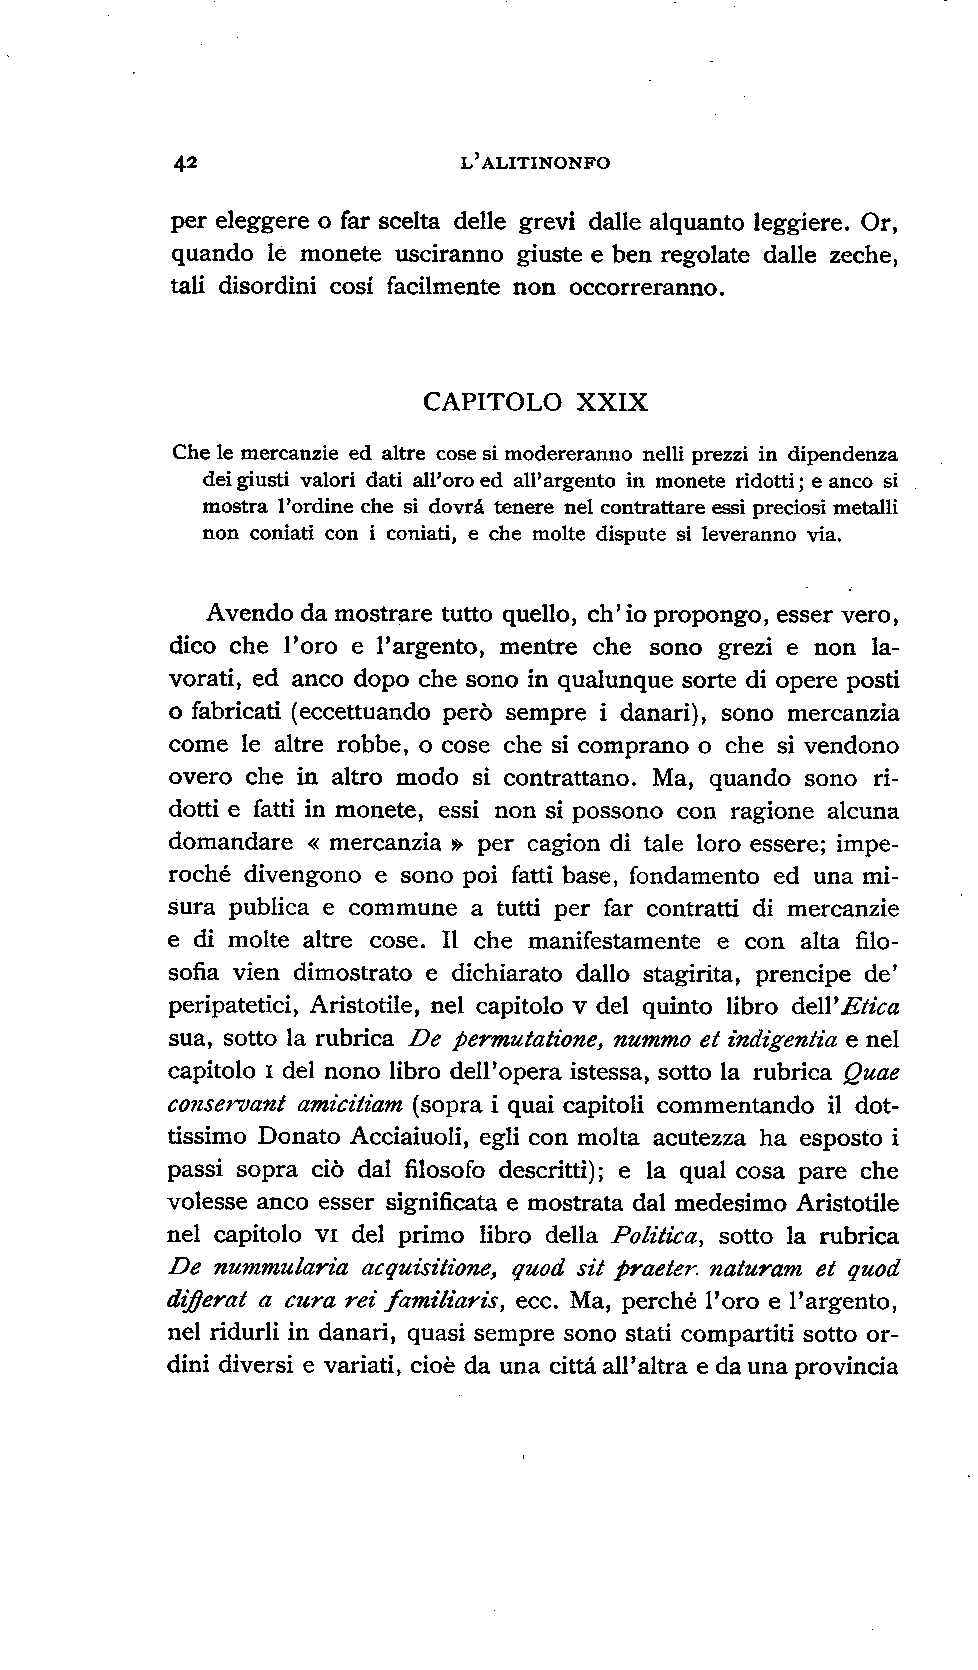 42 L'ALITINONFO
per eleggere o far scelta delle grevi dalle alquanto leggiere. Or,
quando le monete usciranno giuste e ben regolate dalle zeche,
tali disordini cosí facilmente non occorreranno.
CAPITOLO XXIX
Che le mercanzie ed altre cose si modereranno nelli prezzi in dipendenza
dei giusti valori dati all'oro ed all'argento in monete ridotti; e anco si
mostra l'ordine che si dovrá tenere nel contrattare essi preciosi metalli
non coniati con i coniati, e che molte dispute si leveranno via.
Avendo da mostrare tutto quello, ch'io propongo, esser vero,
dico che l'oro e l'argento, mentre che sono grezi e non la-
vorati, ed anco dopo che sono in qualunque sorte di opere posti
o fabricati (eccettuando però sempre i danari), sono mercanzia
come le altre robbe, o cose che si comprano o che si vendono
overo che in altro modo si contrattano. Ma, quando sono ri-
dotti e fatti in monete, essi non si possono con ragione alcuna
domandare « mercanzia » per cagion di tale loro essere; impe-
roché divengono e sono poi fatti base, fondamento ed una mi-
sura publica e commune a tutti per far contratti di mercanzie
e di molte altre cose. Il che manifestamente e con alta filo-
sofia vien dimostrato e dichiarato dallo stagirita, prencipe de'
peripatetici, Aristotile, nel capitolo V del quinto libro dell'Etica
sua, sotto la rubrica De permutatione, nummo et indigentia e nel
capitolo I del nono libro dell'opera istessa, sotto la rubrica Quae
conservant amicitiam (sopra i quai capitoli commentando il dot-
tissimo Donato Acciaiuoli, egli con molta acutezza ha esposto i
passi sopra ciò dal filosofo descritti); e la qual cosa pare che
volesse anco esser significata e mostrata dal medesimo Aristotile
nel capitolo VI del primo libro della Politica, sotto la rubrica
De nummularia acquisitione, quod sit praeter. naturam et quod
differat a cura rei familiaris, ecc. Ma, perché l'oro e l'argento,
nel ridurli in danari, quasi sempre sono stati compartiti sotto or-
dini diversi e variati, cioè da una cittá all'altra e da una provincia